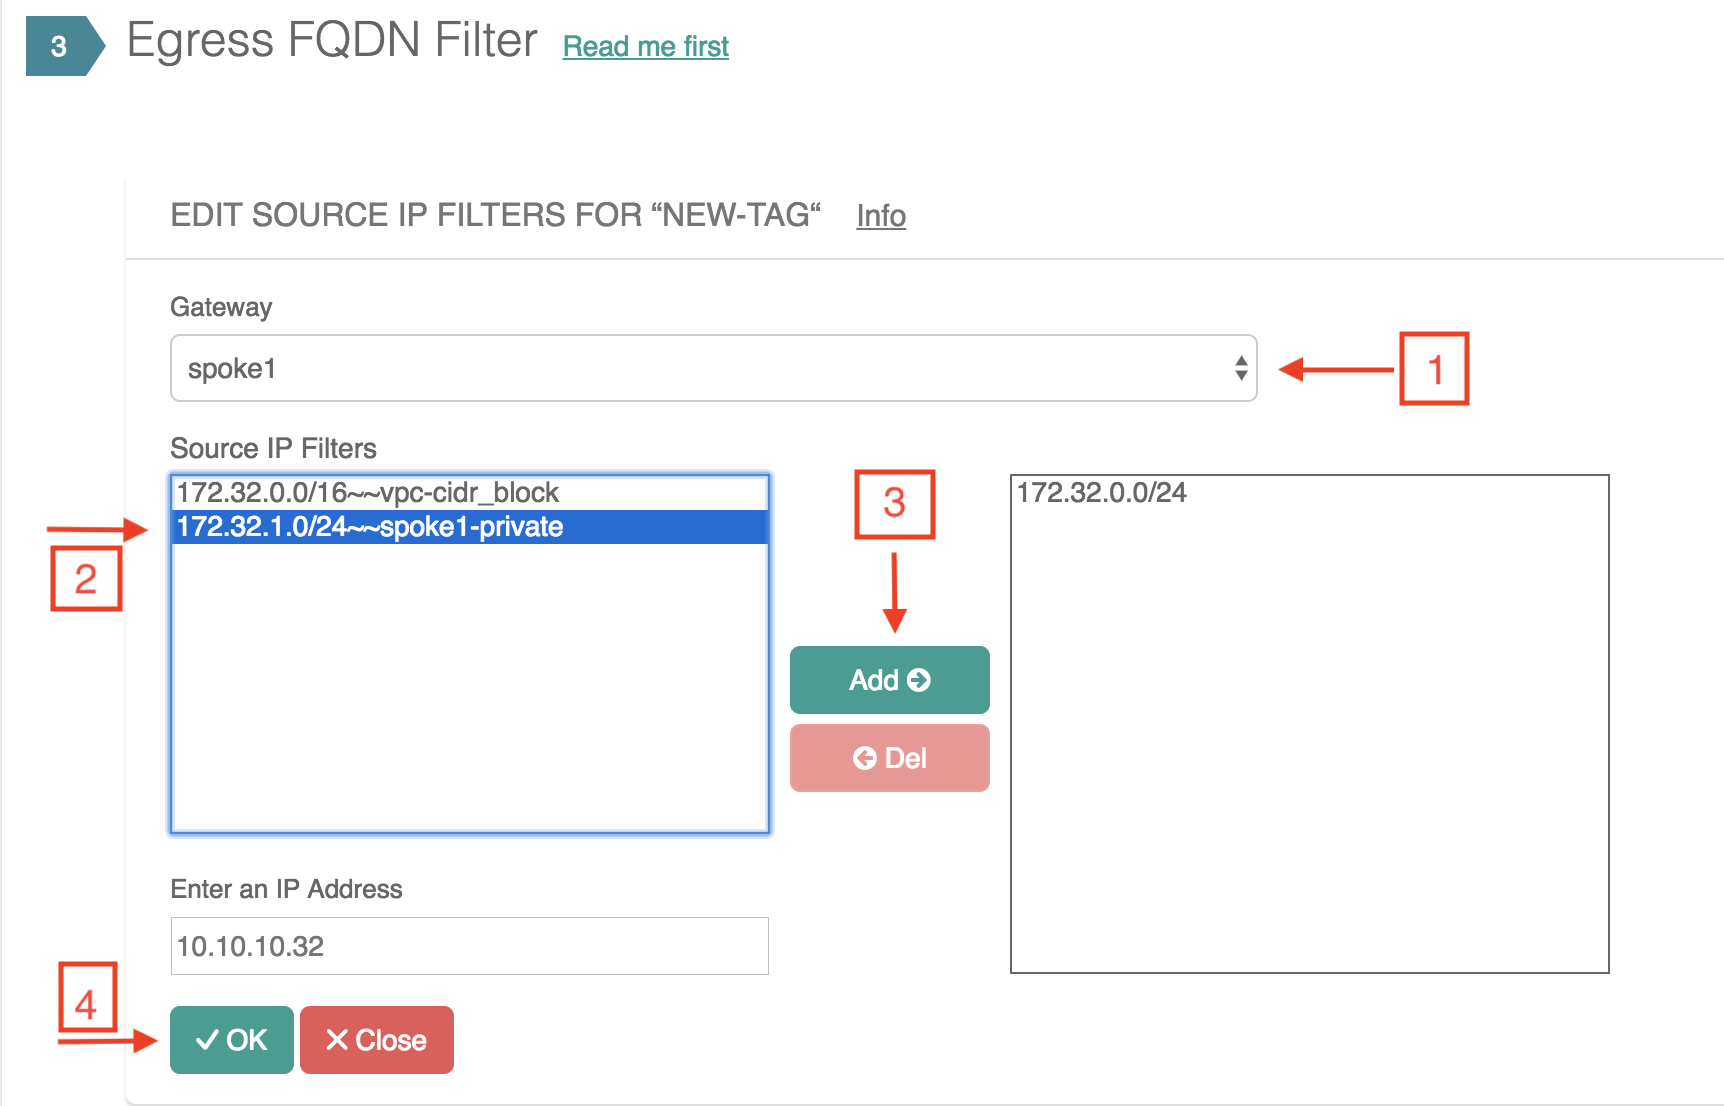 3
Egress FQDN Filter Read me first
EDIT SOURCE IP FILTERS FOR “NEW-TAG“ Info
Gateway
spoke1
1
Source IP Filters
172.32.0.0/16~~vpc-cidr_block
172.32.1.0/24~~spoke1-private
2
3
Add
Del
172.32.0.0/24
Enter an IP Address
10.10.10.32
4
OK
Close